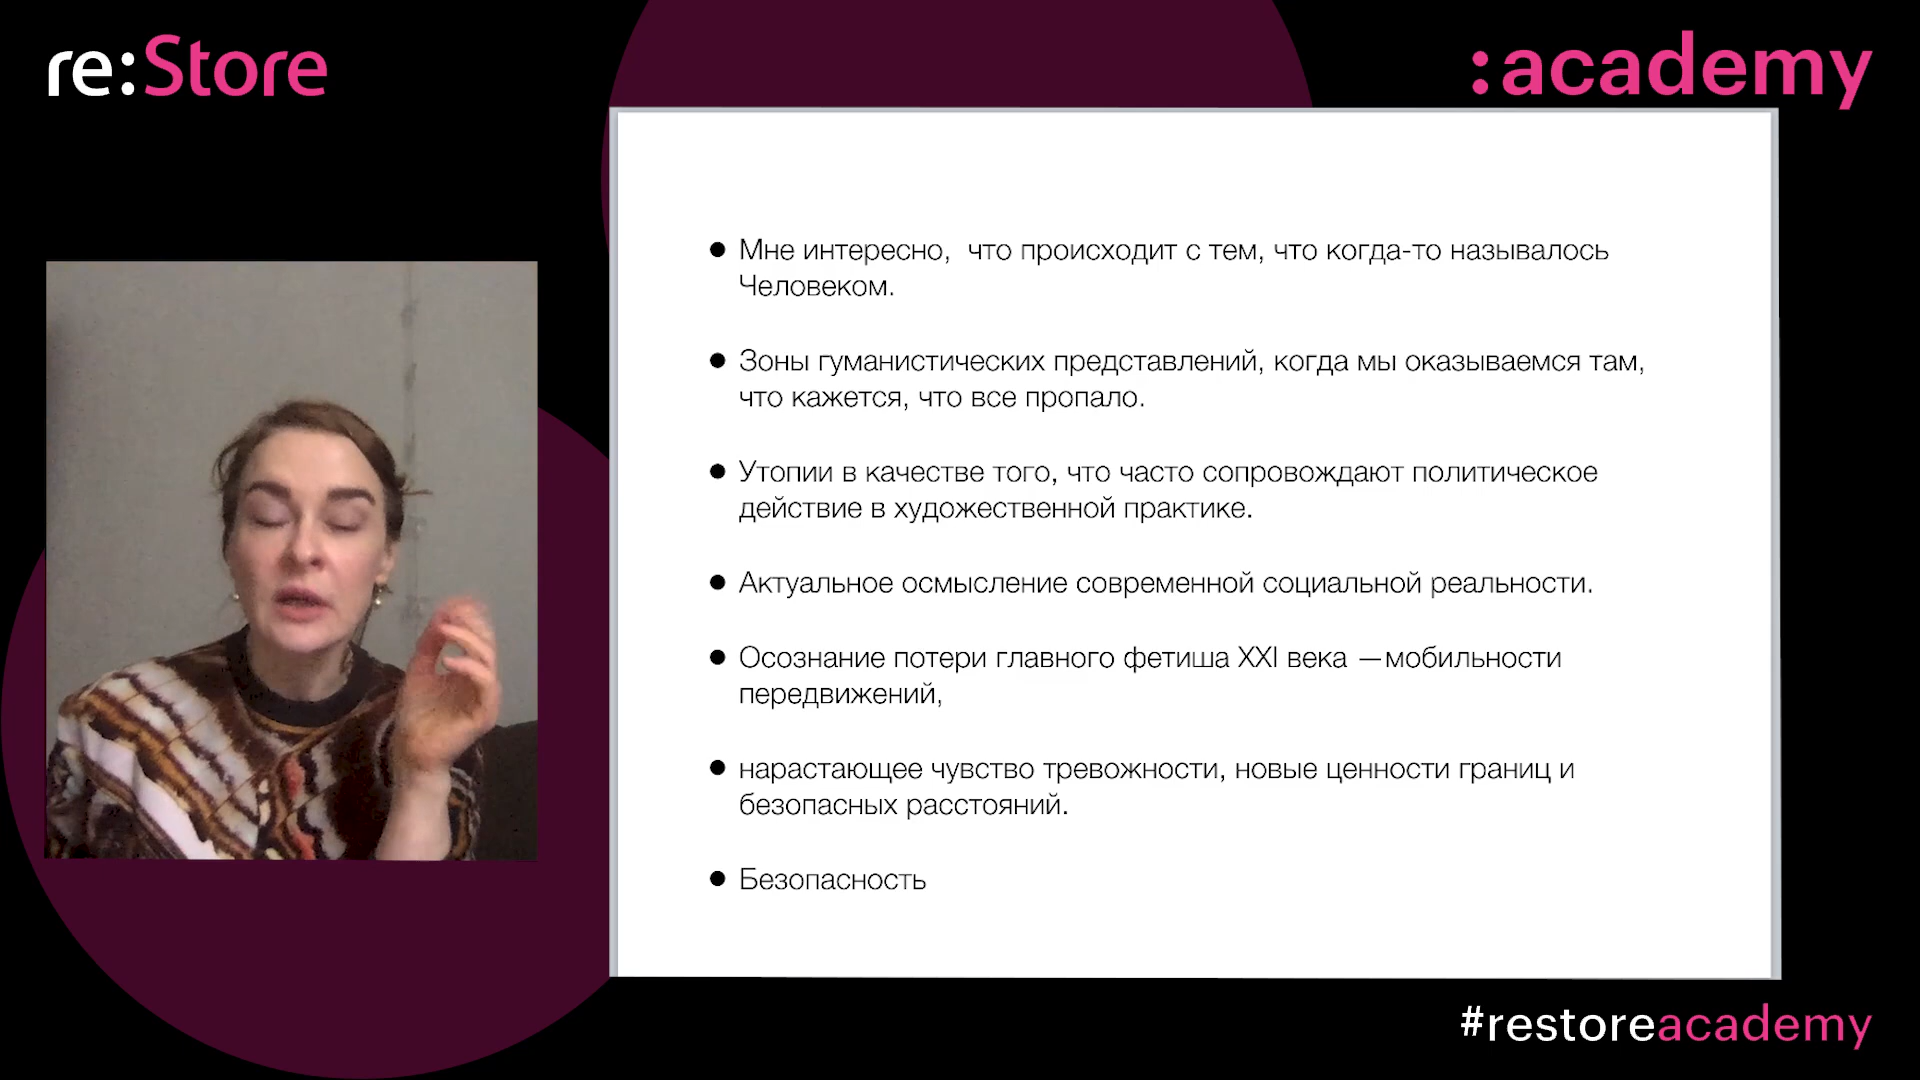 re:Store
:academy
● Мне интересно,  что происходит с тем, что когда-то называлось
Человеком.
● Зоны гуманистических представлений, когда мы оказываемся там,
что кажется, что все пропало.
● Утопии в качестве того, что часто сопровождают политическое
действие в художественной практике.
● Актуальное осмысление современной социальной реальности.
● Осознание потери главного фетиша XXI века —мобильности
передвижений,
● нарастающее чувство тревожности, новые ценности границ и
безопасных расстояний.
● Безопасность
#restoreacademy